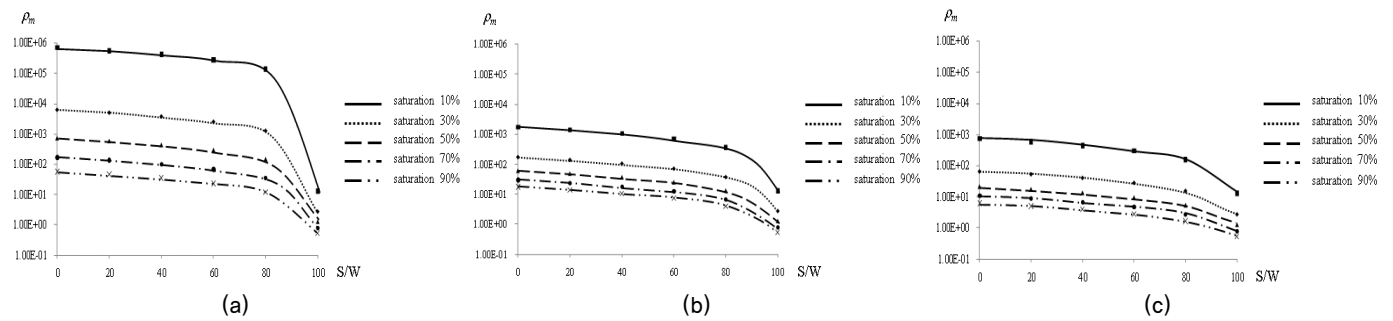 ρm
1.00E+06
1.00E+05
1.00E+04
1.00E+03
1.00E+02
1.00E+01
1.00E+00
1.00E-01
0 20 40 60 80 100 S/W
saturation 10%
saturation 30%
saturation 50%
saturation 70%
saturation 90%
(a)
ρm
1.00E+06
1.00E+05
1.00E+04
1.00E+03
1.00E+02
1.00E+01
1.00E+00
1.00E-01
0 20 40 60 80 100 S/W
saturation 10%
saturation 30%
saturation 50%
saturation 70%
saturation 90%
(b)
ρm
1.00E+06
1.00E+05
1.00E+04
1.00E+03
1.00E+02
1.00E+01
1.00E+00
1.00E-01
0 20 40 60 80 100 S/W
saturation 10%
saturation 30%
saturation 50%
saturation 70%
saturation 90%
(c)